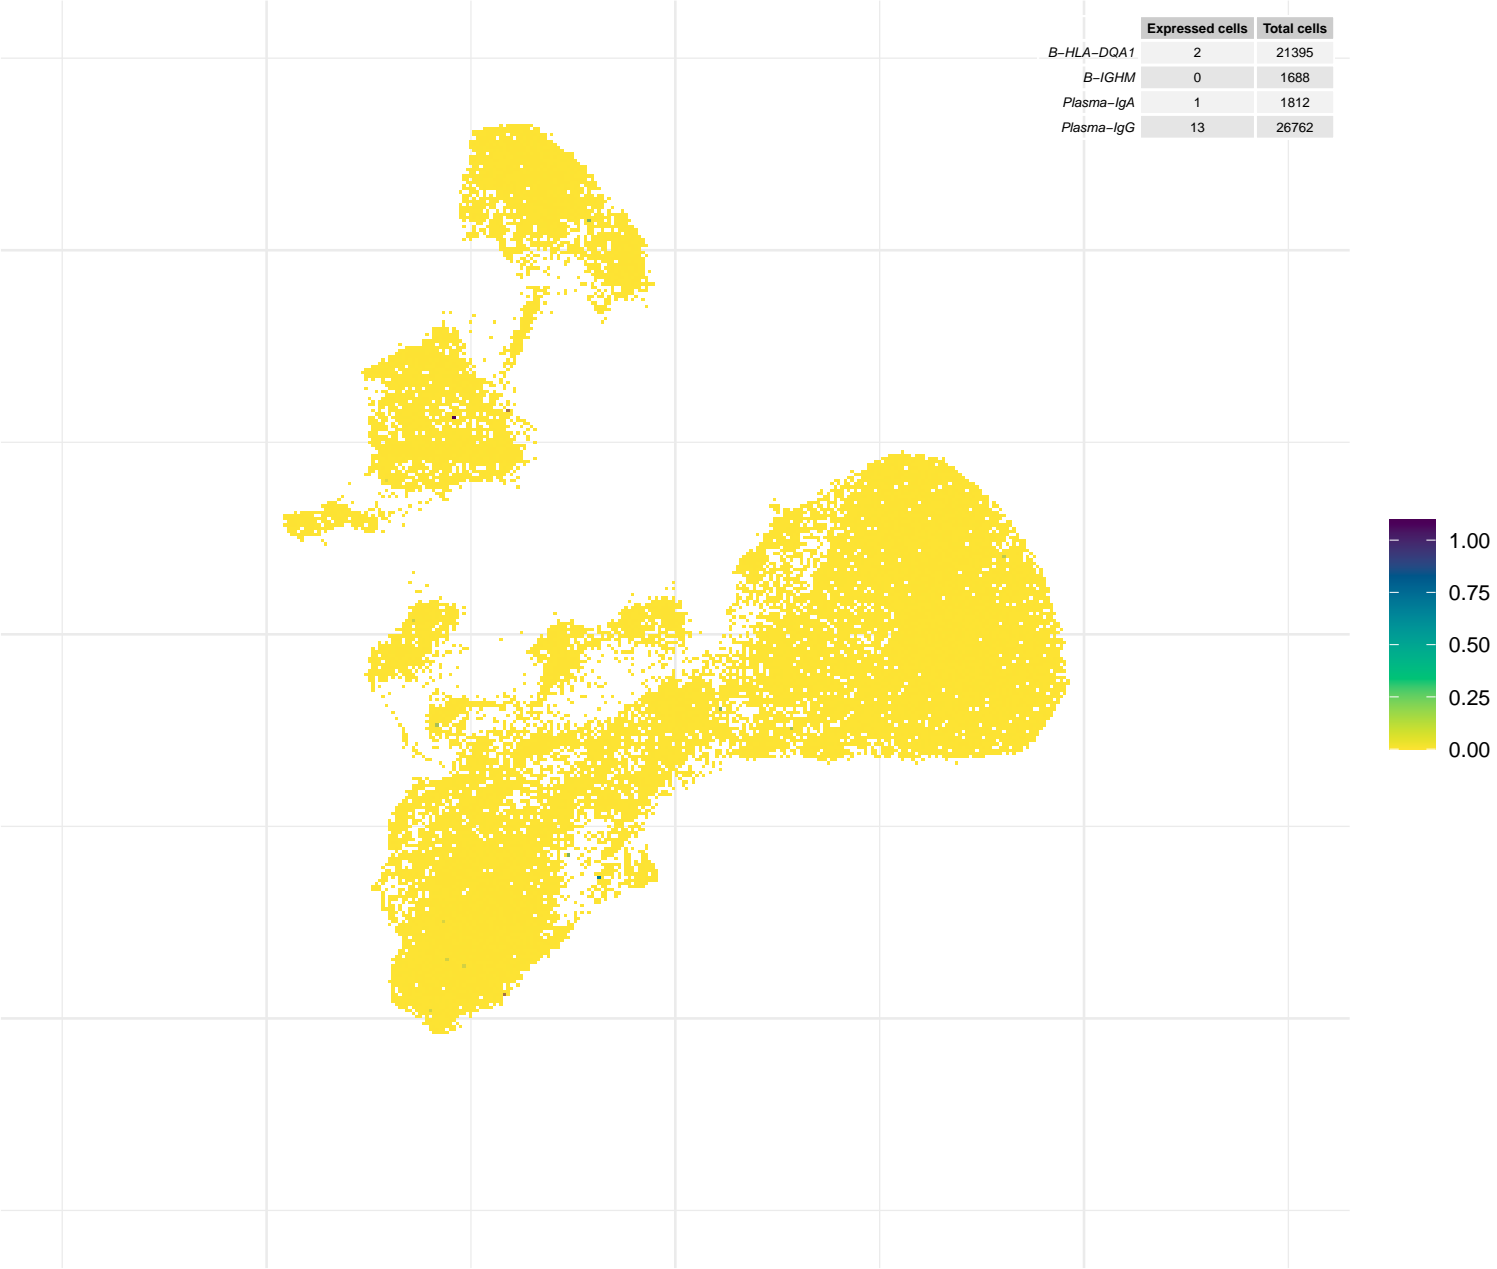 Expressed cells Total cells
B−HLA−DQA1 2 21395
B−IGHM 0 1688
Plasma−IgA 1 1812
Plasma−IgG 13 26762
1.00
0.75
0.50
0.25
0.00